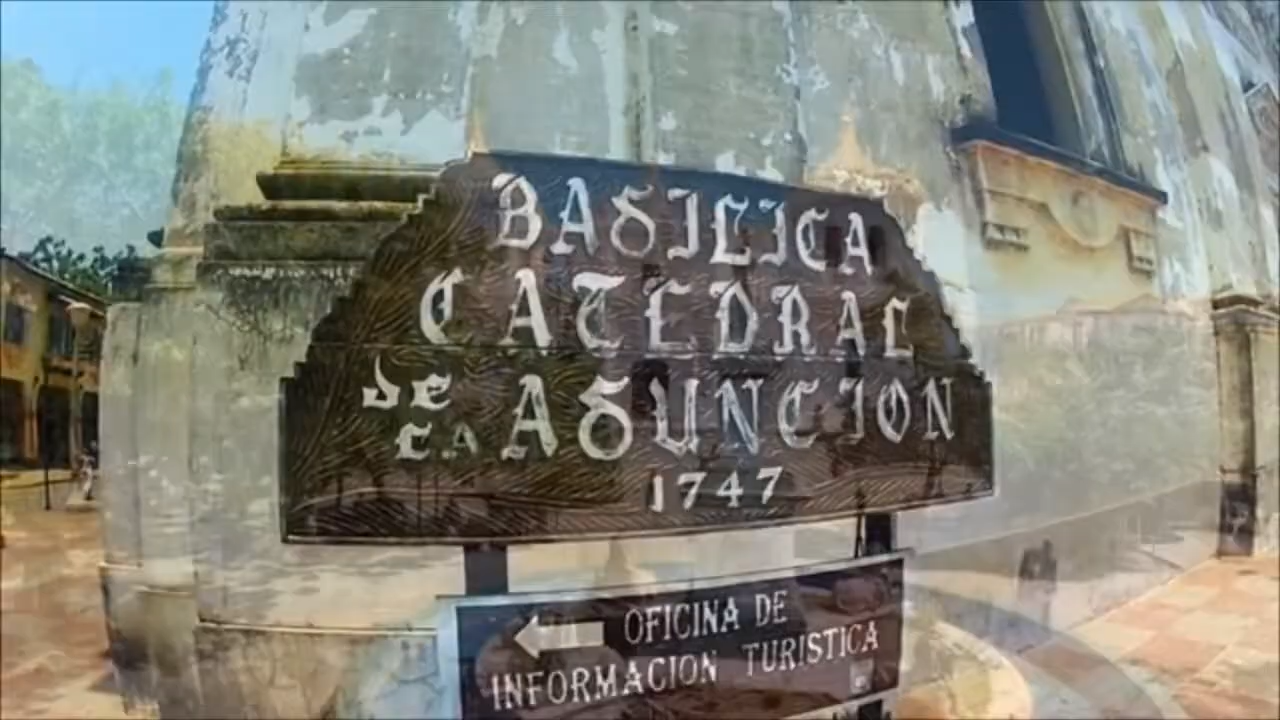 BASILICA
CATEDRAL
de
LA ASUNCION
1747
OFICINA DE
INFORMACION TURISTICA